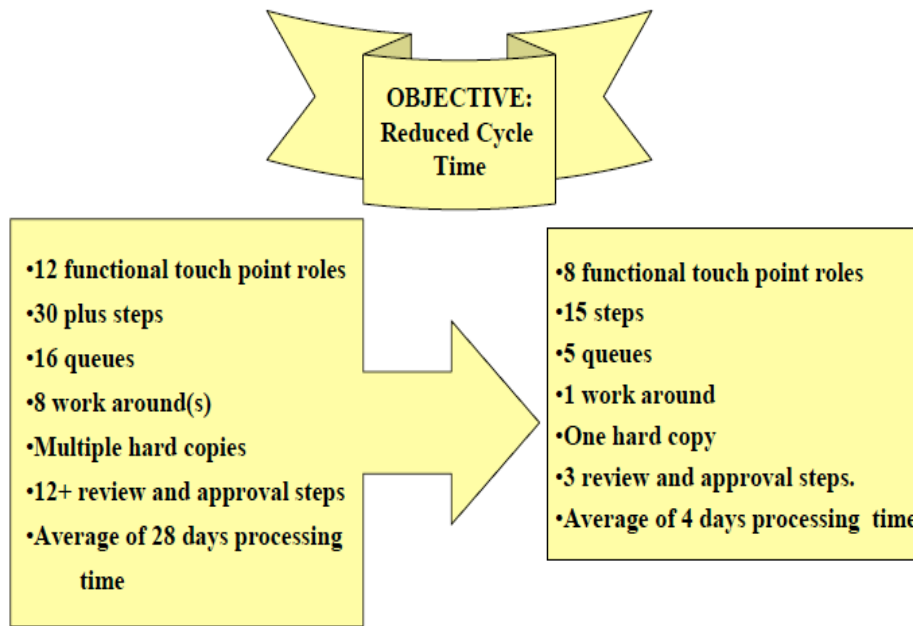 OBJECTIVE:
Reduced Cycle
Time
•12 functional touch point roles
•30 plus steps
•16 queues
•8 work around(s)
•Multiple hard copies
•12+ review and approval steps
•Average of 28 days processing
time
•8 functional touch point roles
•15 steps
•5 queues
•1 work around
•One hard copy
•3 review and approval steps.
•Average of 4 days processing time